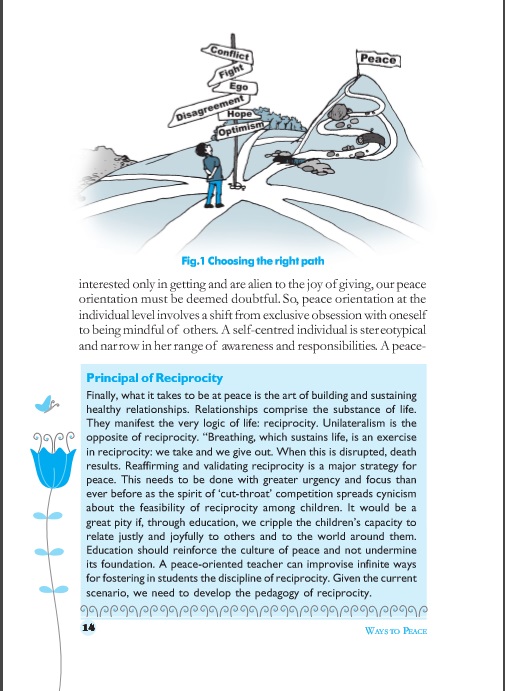 Conflict
Fight
Ego
Disagreement
Hope
Optimism
Peace
Fig.1 Choosing the right path
interested only in getting and are alien to the joy of giving, our peace
orientation must be deemed doubtful. So, peace orientation at the
individual level involves a shift from exclusive obsession with oneself
to being mindful of others. A self-centred individual is stereotypical
and narrow in her range of awareness and responsibilities. A peace-
Principal of Reciprocity
Finally, what it takes to be at peace is the art of building and sustaining
healthy relationships. Relationships comprise the substance of life.
They manifest the very logic of life: reciprocity. Unilateralism is the
opposite of reciprocity. “Breathing, which sustains life, is an exercise
in reciprocity: we take and we give out. When this is disrupted, death
results. Reaffirming and validating reciprocity is a major strategy for
peace. This needs to be done with greater urgency and focus than
ever before as the spirit of ‘cut-throat’ competition spreads cynicism
about the feasibility of reciprocity among children. It would be a
great pity if, through education, we cripple the children’s capacity to
relate justly and joyfully to others and to the world around them.
Education should reinforce the culture of peace and not undermine
its foundation. A peace-oriented teacher can improvise infinite ways
for fostering in students the discipline of reciprocity. Given the current
scenario, we need to develop the pedagogy of reciprocity.
14
WAYS TO PEACE